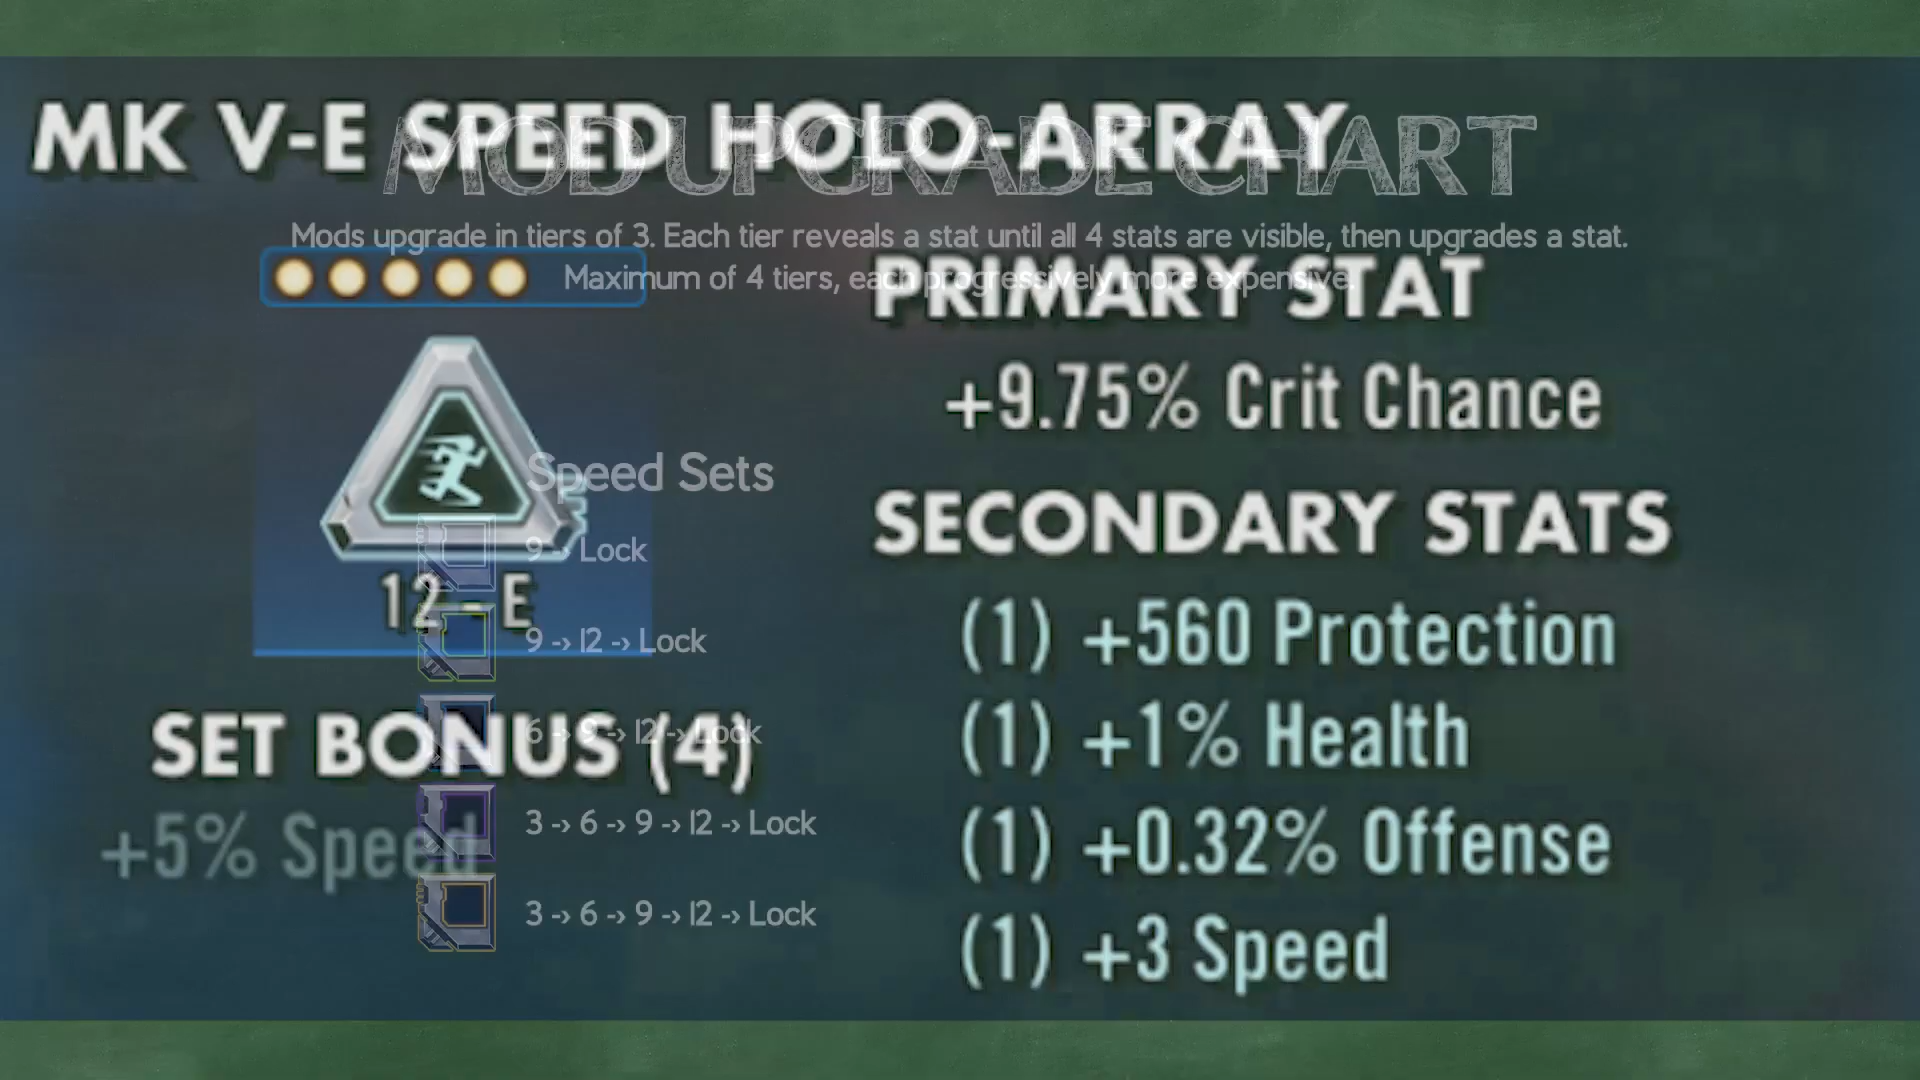 MK V-E SPEED HOLO-ARRAY
MOD UPGRADE CHART
Mods upgrade in tiers of 3. Each tier reveals a stat until all 4 stats are visible, then upgrades a stat.
Maximum of 4 tiers, each progressively more expensive.
PRIMARY STAT
+9.75% Crit Chance
Speed Sets
SECONDARY STATS
9 -> Lock
12 - E
(1) +560 Protection
9 -> 12 -> Lock
SET BONUS (4)
6 -> 9 -> 12 -> Lock
(1) +1% Health
+5% Speed
3 -> 6 -> 9 -> 12 -> Lock
(1) +0.32% Offense
3 -> 6 -> 9 -> 12 -> Lock
(1) +3 Speed